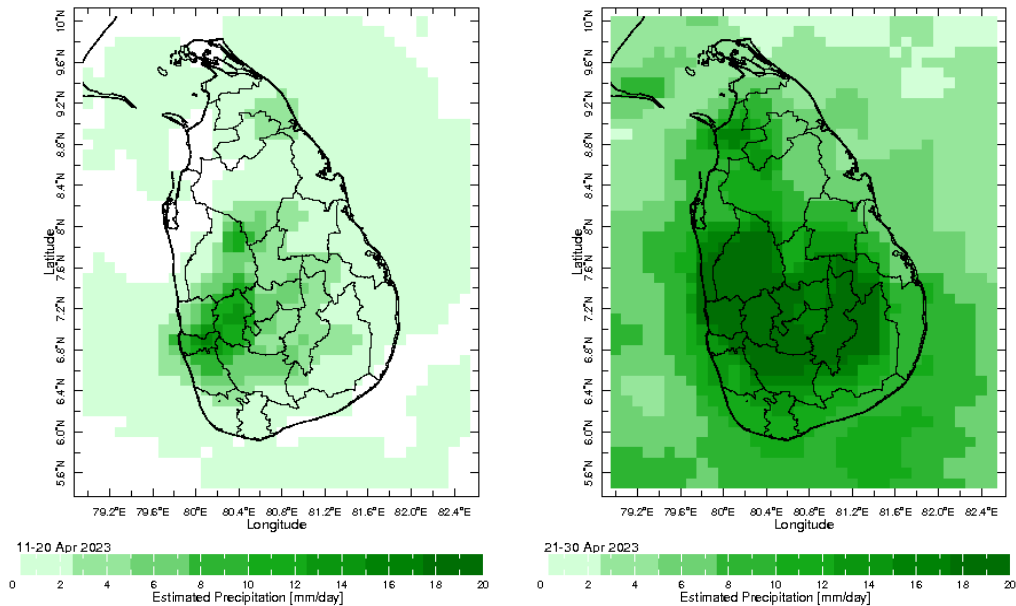 10°N
9.6°N
9.2°N
8.8°N
8.4°N
8°N
7.6°N
7.2°N
6.8°N
6.4°N
6.0°N
5.6°N
Latitude
79.2°E 79.6°E 80°E 80.4°E 80.8°E 81.2°E 81.6°E 82.0°E 82.4°E
Longitude
11-20 Apr 2023
0 2 4 6 8 10 12 14 16 18 20
Estimated Precipitation [mm/day]
10°N
9.6°N
9.2°N
8.8°N
8.4°N
8°N
7.6°N
7.2°N
6.8°N
6.4°N
6.0°N
5.6°N
Latitude
79.2°E 79.6°E 80°E 80.4°E 80.8°E 81.2°E 81.6°E 82.0°E 82.4°E
Longitude
21-30 Apr 2023
0 2 4 6 8 10 12 14 16 18 20
Estimated Precipitation [mm/day]